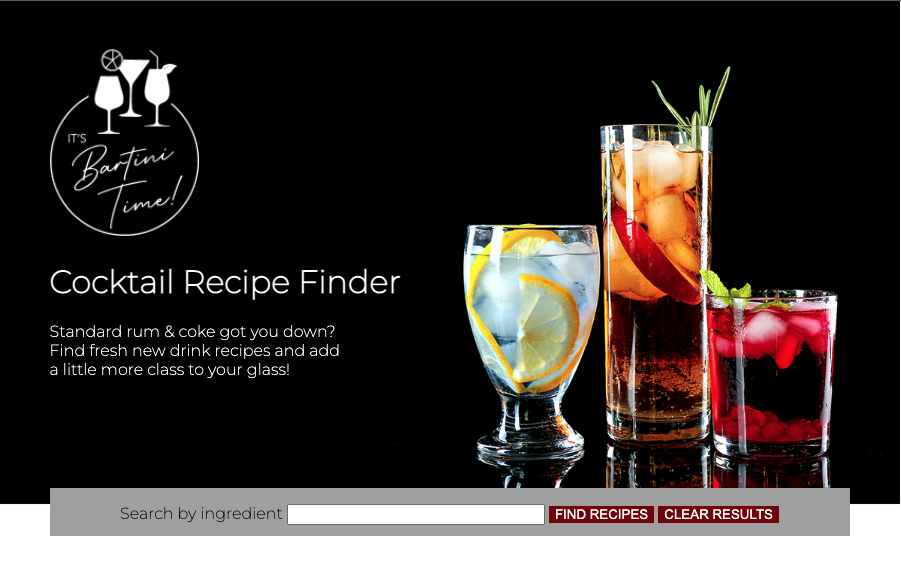 IT'S
Bartini
Time!
Cocktail Recipe Finder
Standard rum & coke got you down?
Find fresh new drink recipes and add
a little more class to your glass!
Search by ingredient FIND RECIPES CLEAR RESULTS